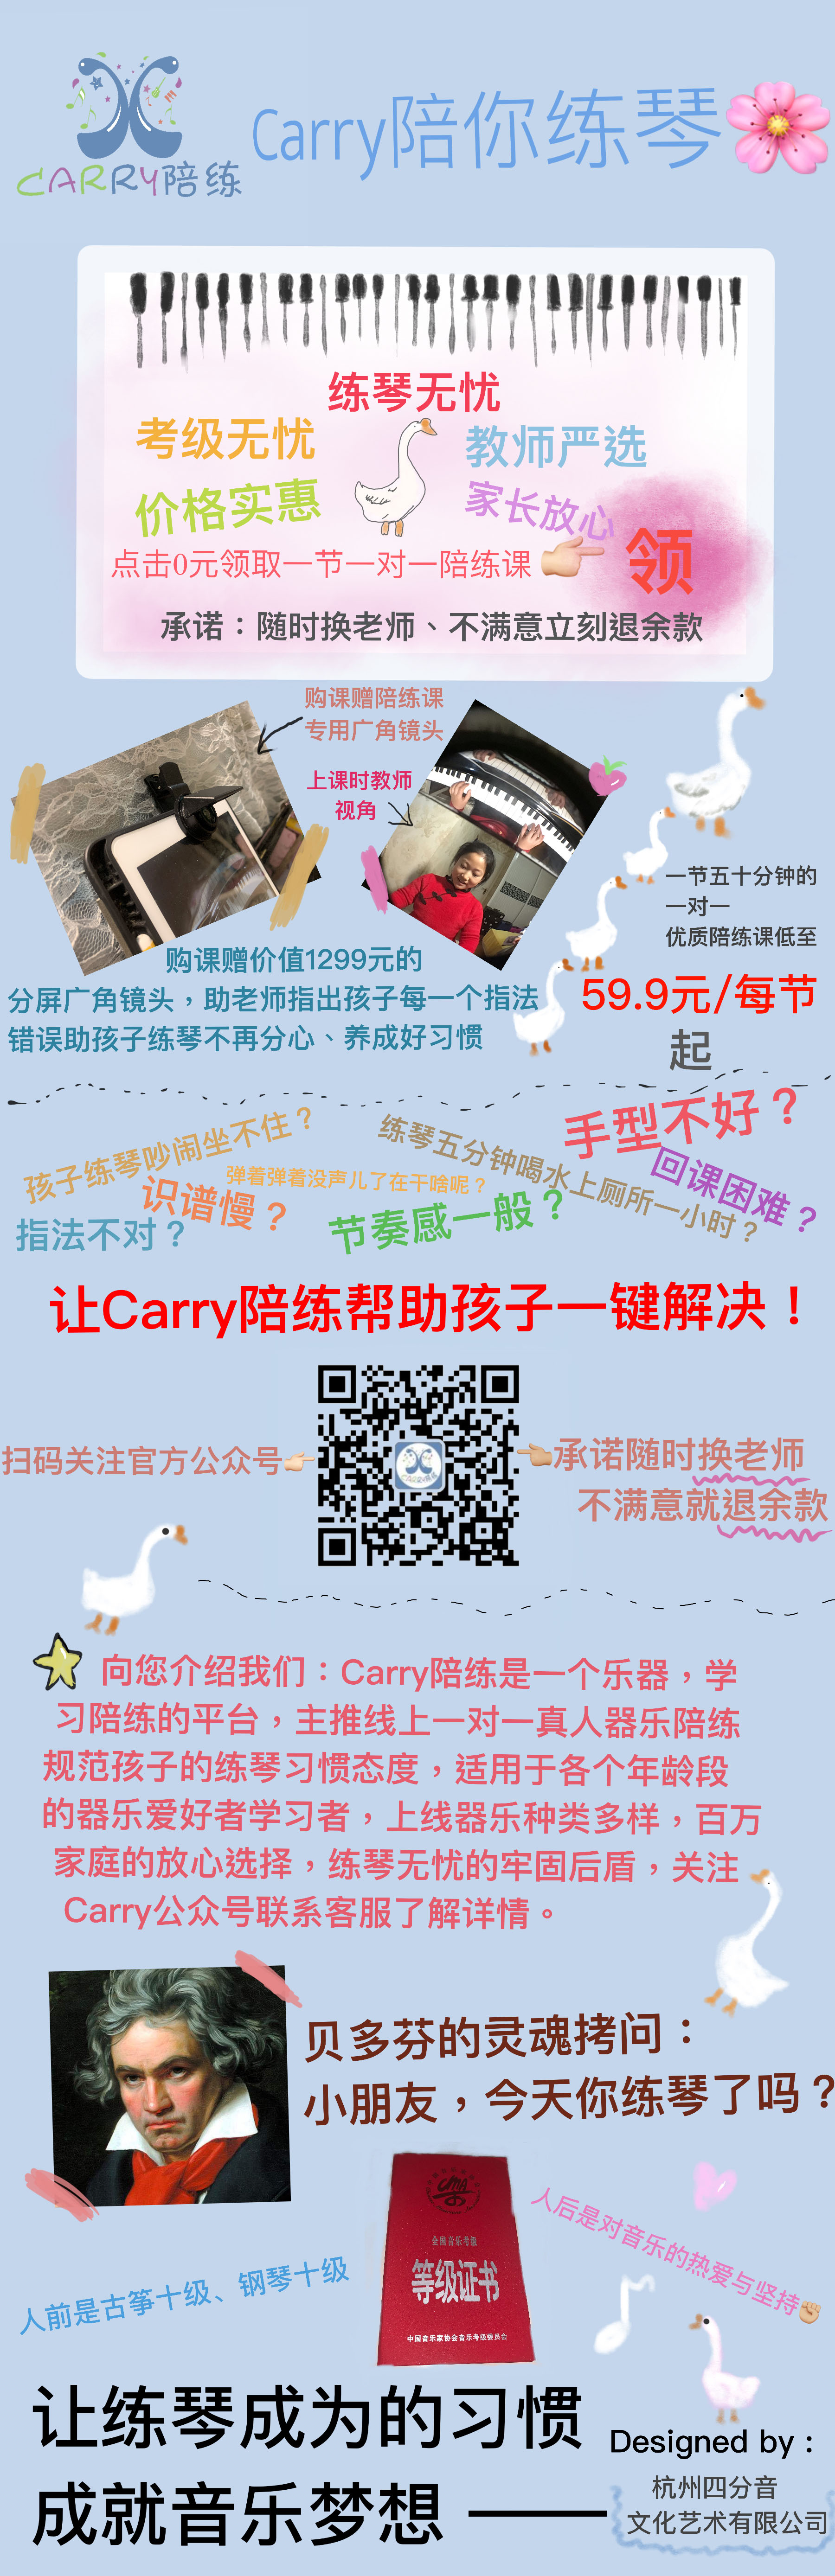 CARRY陪练
Carry陪你练琴
练琴无忧
考级无忧
教师严选
价格实惠
家长放心
点击0元领取一节一对一陪练课
领
承诺：随时换老师、不满意立刻退余款
购课赠陪练课
专用广角镜头
上课时教师
视角
一节五十分钟的
一对一
优质陪练课低至
59.9元/每节
起
购课赠价值1299元的
分屏广角镜头，助老师指出孩子每一个指法
错误助孩子练琴不再分心、养成好习惯
孩子练琴吵闹坐不住？
练琴五分钟喝水上厕所一小时？
手型不好？
弹着弹着没声儿了在干啥呢？
识谱慢？
回课困难？
指法不对？
节奏感一般？
让Carry陪练帮助孩子一键解决！
扫码关注官方公众号
承诺随时换老师
不满意就退余款
向您介绍我们：Carry陪练是一个乐器，学
习陪练的平台，主推线上一对一真人器乐陪练
规范孩子的练琴习惯态度，适用于各个年龄段
的器乐爱好者学习者，上线器乐种类多样，百万
家庭的放心选择，练琴无忧的牢固后盾，关注
Carry公众号联系客服了解详情。
贝多芬的灵魂拷问：
小朋友，今天你练琴了吗？
全国音乐考级
等级证书
中国音乐家协会音乐考级委员会
人后是对音乐的热爱与坚持
人前是古筝十级、钢琴十级
让练琴成为的习惯
成就音乐梦想
Designed by：
杭州四分音
文化艺术有限公司